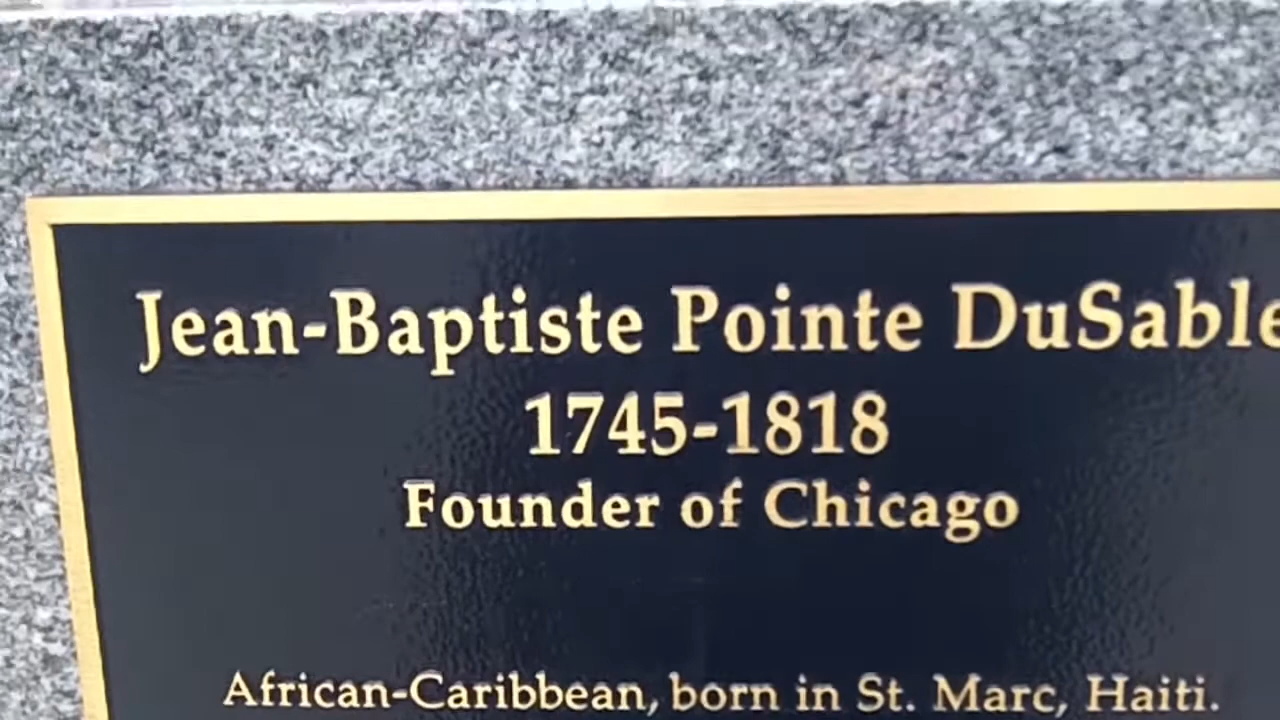 Jean-Baptiste Pointe DuSable
1745-1818
Founder of Chicago
African-Caribbean, born in St. Marc, Haiti.